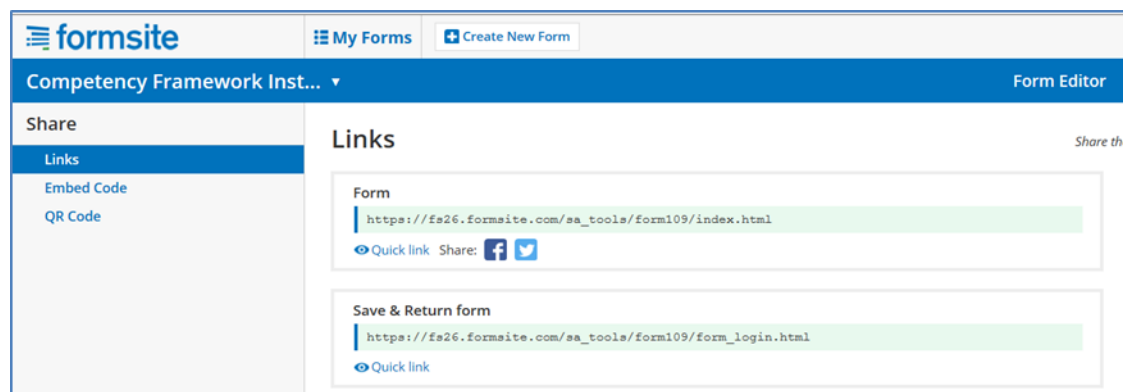 formsite My Forms Create New Form
Competency Framework Inst... Form Editor
Share
Links
Embed Code
QR Code
Links
Share th
Form
https://fs26.formsite.com/sa_tools/form109/index.html
Quick link Share:
Save & Return form
https://fs26.formsite.com/sa_tools/form109/form_login.html
Quick link